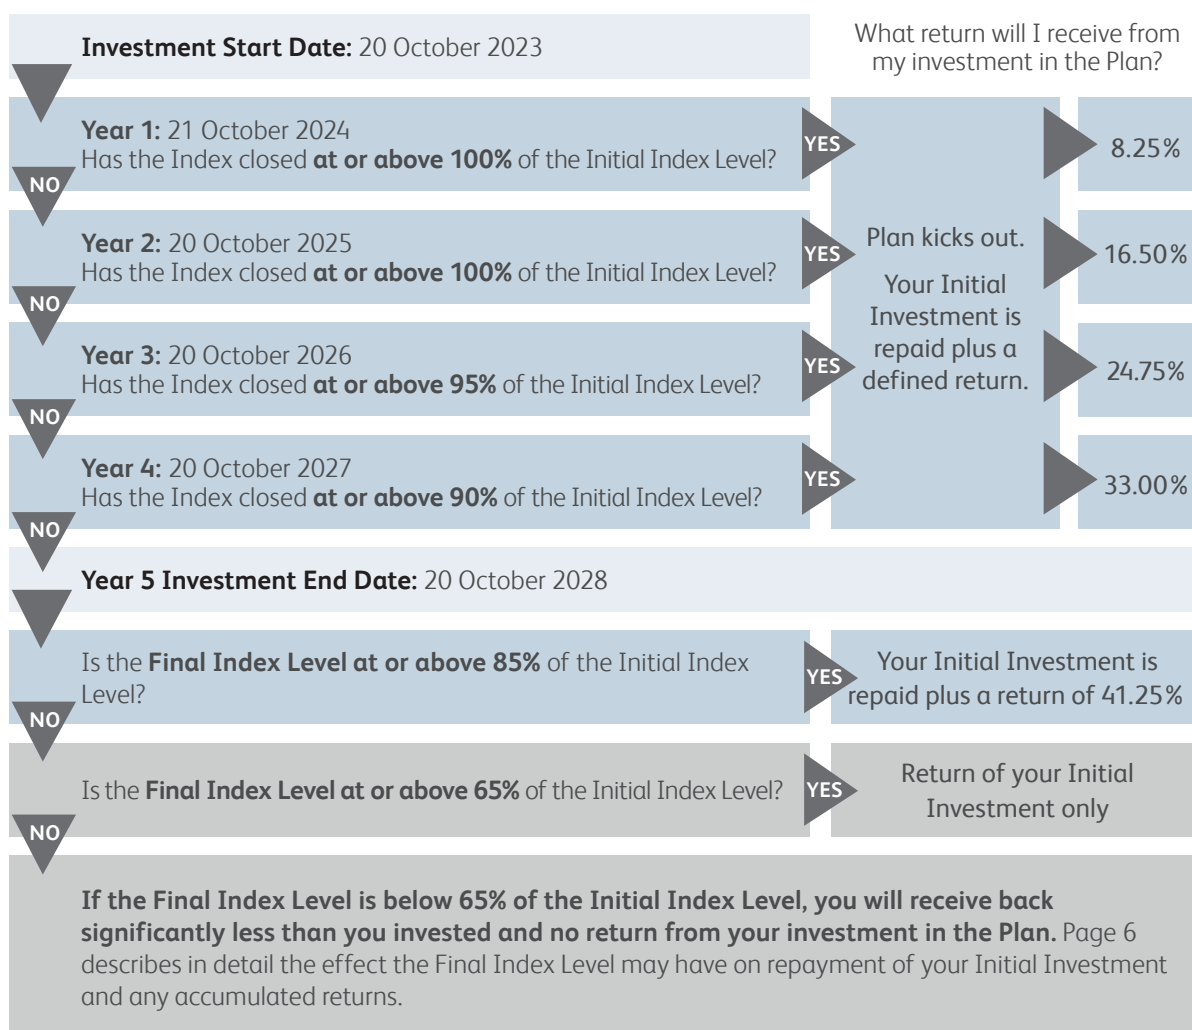 Investment Start Date: 20 October 2023
What return will I receive from
my investment in the Plan?
Year 1: 21 October 2024
Has the Index closed at or above 100% of the Initial Index Level?
YES
8.25%
NO
Year 2: 20 October 2025
Has the Index closed at or above 100% of the Initial Index Level?
YES
16.50%
NO
Year 3: 20 October 2026
Has the Index closed at or above 95% of the Initial Index Level?
YES
24.75%
NO
Year 4: 20 October 2027
Has the Index closed at or above 90% of the Initial Index Level?
YES
33.00%
NO
Plan kicks out.
Your Initial
Investment is
repaid plus a
defined return.
Year 5 Investment End Date: 20 October 2028
Is the Final Index Level at or above 85% of the Initial Index
Level?
YES
Your Initial Investment is
repaid plus a return of 41.25%
NO
Is the Final Index Level at or above 65% of the Initial Index Level?
YES
Return of your Initial
Investment only
NO
If the Final Index Level is below 65% of the Initial Index Level, you will receive back
significantly less than you invested and no return from your investment in the Plan. Page 6
describes in detail the effect the Final Index Level may have on repayment of your Initial Investment
and any accumulated returns.